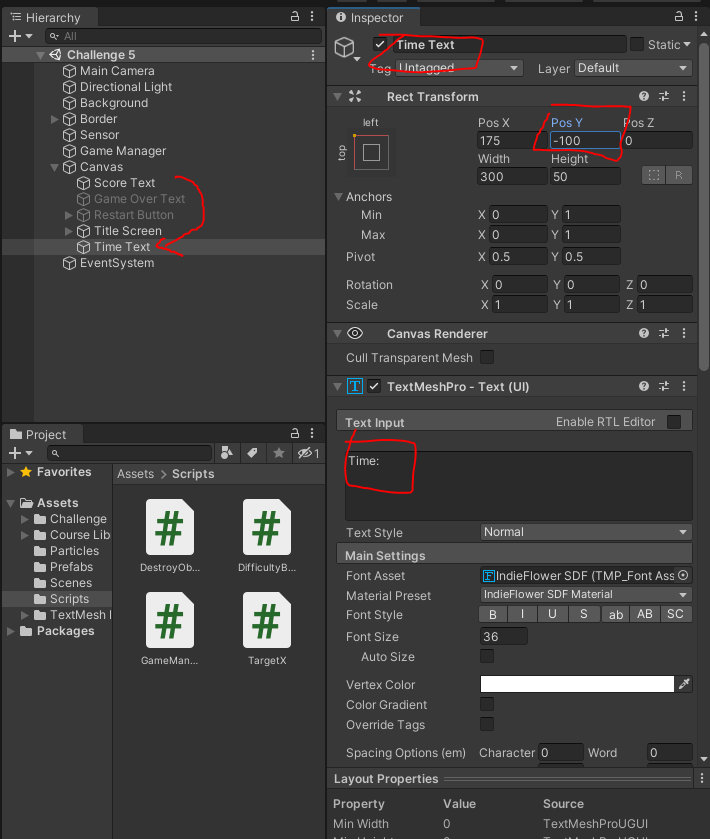 Hierarchy
All
Challenge 5
Main Camera
Directional Light
Background
Border
Sensor
Game Manager
Canvas
Score Text
Game Over Text
Restart Button
Title Screen
Time Text
EventSystem
Project
1
Favorites
Assets
Challenge
Course Lib
Particles
Prefabs
Scenes
Scripts
TextMesh
Packages
Assets > Scripts
#
#
DestroyOb...
DifficultyB...
#
#
GameMan...
TargetX
Inspector
Time Text
Static
Tag Untagged
Layer Default
Rect Transform
left
top
Pos X Pos Y Pos Z
175 -100 0
Width Height
300 50
R
Anchors
Min X 0 Y 1
Max X 0 Y 1
Pivot X 0.5 Y 0.5
Rotation X 0 Y 0 Z 0
Scale X 1 Y 1 Z 1
Canvas Renderer
Cull Transparent Mesh
T TextMeshPro - Text (UI)
Text Input
Enable RTL Editor
Time:
Text Style Normal
Main Settings
Font Asset IndieFlower SDF (TMP_Font Ass
Material Preset IndieFlower SDF Material
Font Style B I U S ab AB SC
Font Size 36
Auto Size
Vertex Color
Color Gradient
Override Tags
Spacing Options (em) Character 0 Word 0
Layout Properties
Property Value Source
Min Width 0 TextMeshProUGUI